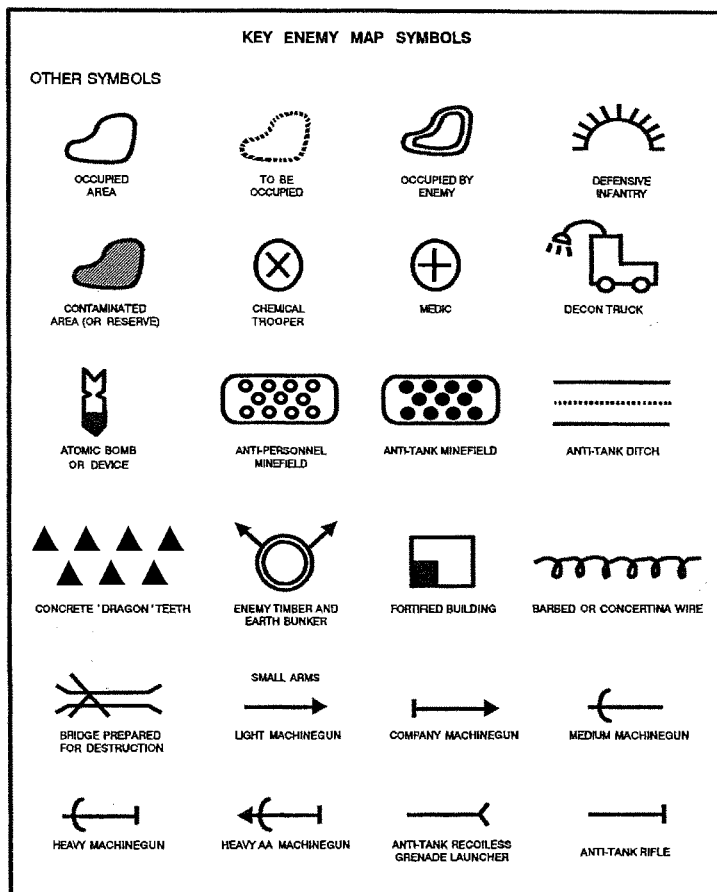 KEY ENEMY MAP SYMBOLS
OTHER SYMBOLS
OCCUPIED
AREA
TO BE
OCCUPIED
OCCUPIED BY
ENEMY
DEFENSIVE
INFANTRY
CONTAMINATED
AREA (OR RESERVE)
CHEMICAL
TROOPER
MEDIC
DECON TRUCK
ATOMIC BOMB
OR DEVICE
ANTI-PERSONNEL
MINEFIELD
ANTI-TANK MINEFIELD
ANTI-TANK DITCH
CONCRETE 'DRAGON' TEETH
ENEMY TIMBER AND
EARTH BUNKER
FORTIFIED BUILDING
BARBED OR CONCERTINA WIRE
BRIDGE PREPARED
FOR DESTRUCTION
SMALL ARMS
LIGHT MACHINEGUN
COMPANY MACHINEGUN
MEDIUM MACHINEGUN
HEAVY MACHINEGUN
HEAVY AA MACHINEGUN
ANTI-TANK RECOILESS
GRENADE LAUNCHER
ANTI-TANK RIFLE